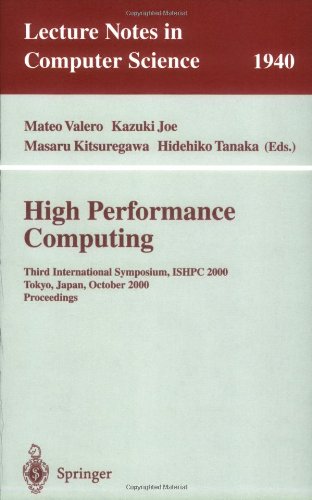 Lecture Notes in
Computer Science 1940
Mateo Valero Kazuki Joe
Masaru Kitsuregawa Hidehiko Tanaka (Eds.)
High Performance
Computing
Third International Symposium, ISHPC 2000
Tokyo, Japan, October 2000
Proceedings
Springer